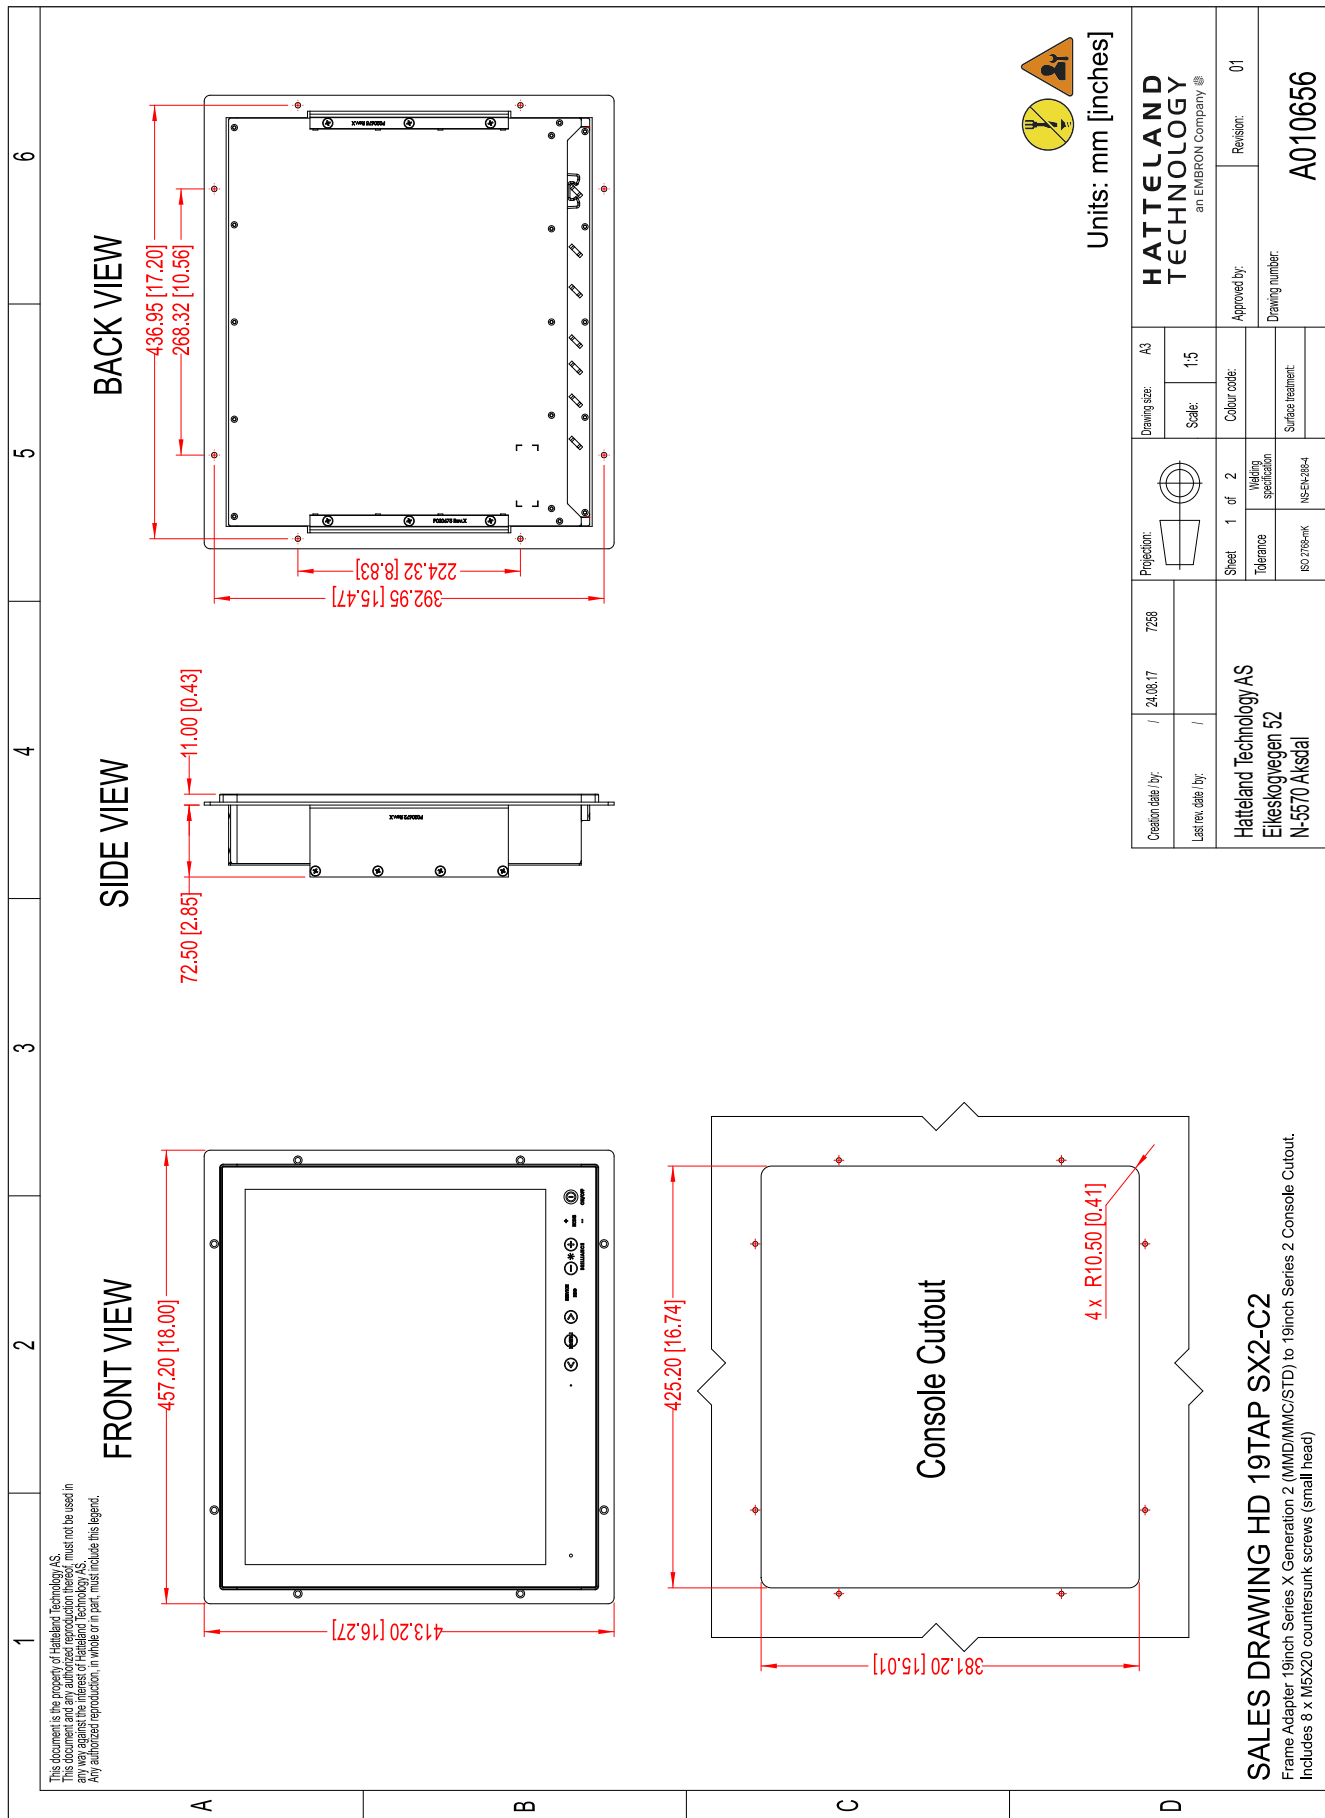 1
2
3
4
5
6
A
B
C
D
This document is the property of Hatteland Technology AS.
This document and any authorized reproduction thereof, must not be used in
any way against the interest of Hatteland Technology AS.
Any authorized reproduction, in whole or in part, must include this legend.
FRONT VIEW
457.20 [18.00]
413.20 [16.27]
SIDE VIEW
72.50 [2.85]
11.00 [0.43]
BACK VIEW
436.95 [17.20]
268.32 [10.56]
224.32 [8.83]
392.95 [15.47]
425.20 [16.74]
381.20 [15.01]
Console Cutout
4 x R10.50 [0.41]
Units: mm [inches]
SALES DRAWING HD 19TAP SX2-C2
Frame Adapter 19inch Series X Generation 2 (MMD/MMC/STD) to 19inch Series 2 Console Cutout.
Includes 8 x M5X20 countersunk screws (small head)
Creation date / by: / 24.08.17 7258
Last rev. date / by: /
Hatteland Technology AS
Eikeskogvegen 52
N-5570 Aksdal
Projection:
Drawing size: A3
Scale: 1:5
Sheet 1 of 2
Colour code:
Tolerance
Welding specification
ISO 2768-mK
NS-EN-288-4
Surface treatment:
HATTELAND
TECHNOLOGY
an EMBRON Company
Approved by:
Revision: 01
Drawing number:
A010656